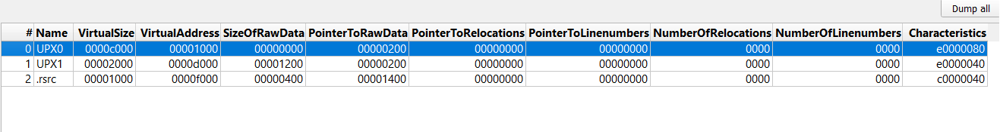 Dump all
# Name VirtualSize VirtualAddress SizeOfRawData PointerToRawData PointerToRelocations PointerToLinenumbers NumberOfRelocations NumberOfLinenumbers Characteristics
0 UPX0 0000c000 00001000 00000000 00000200 00000000 00000000 0000 0000 e0000080
1 UPX1 00002000 0000d000 00001200 00000200 00000000 00000000 0000 0000 e0000040
2 .rsrc 00001000 0000f000 00000400 00001400 00000000 00000000 0000 0000 c0000040